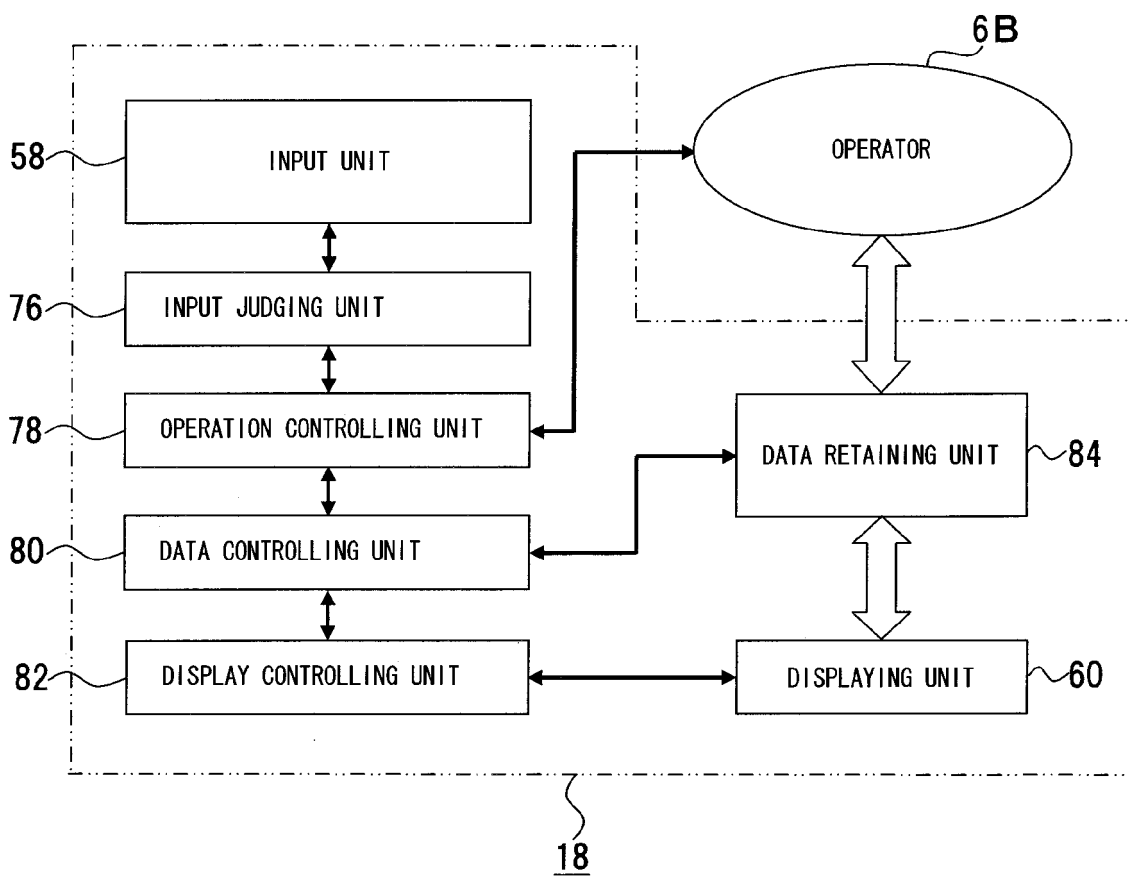 6B
58
INPUT UNIT
OPERATOR
76
INPUT JUDGING UNIT
78
OPERATION CONTROLLING UNIT
DATA RETAINING UNIT
84
80
DATA CONTROLLING UNIT
82
DISPLAY CONTROLLING UNIT
DISPLAYING UNIT
60
18